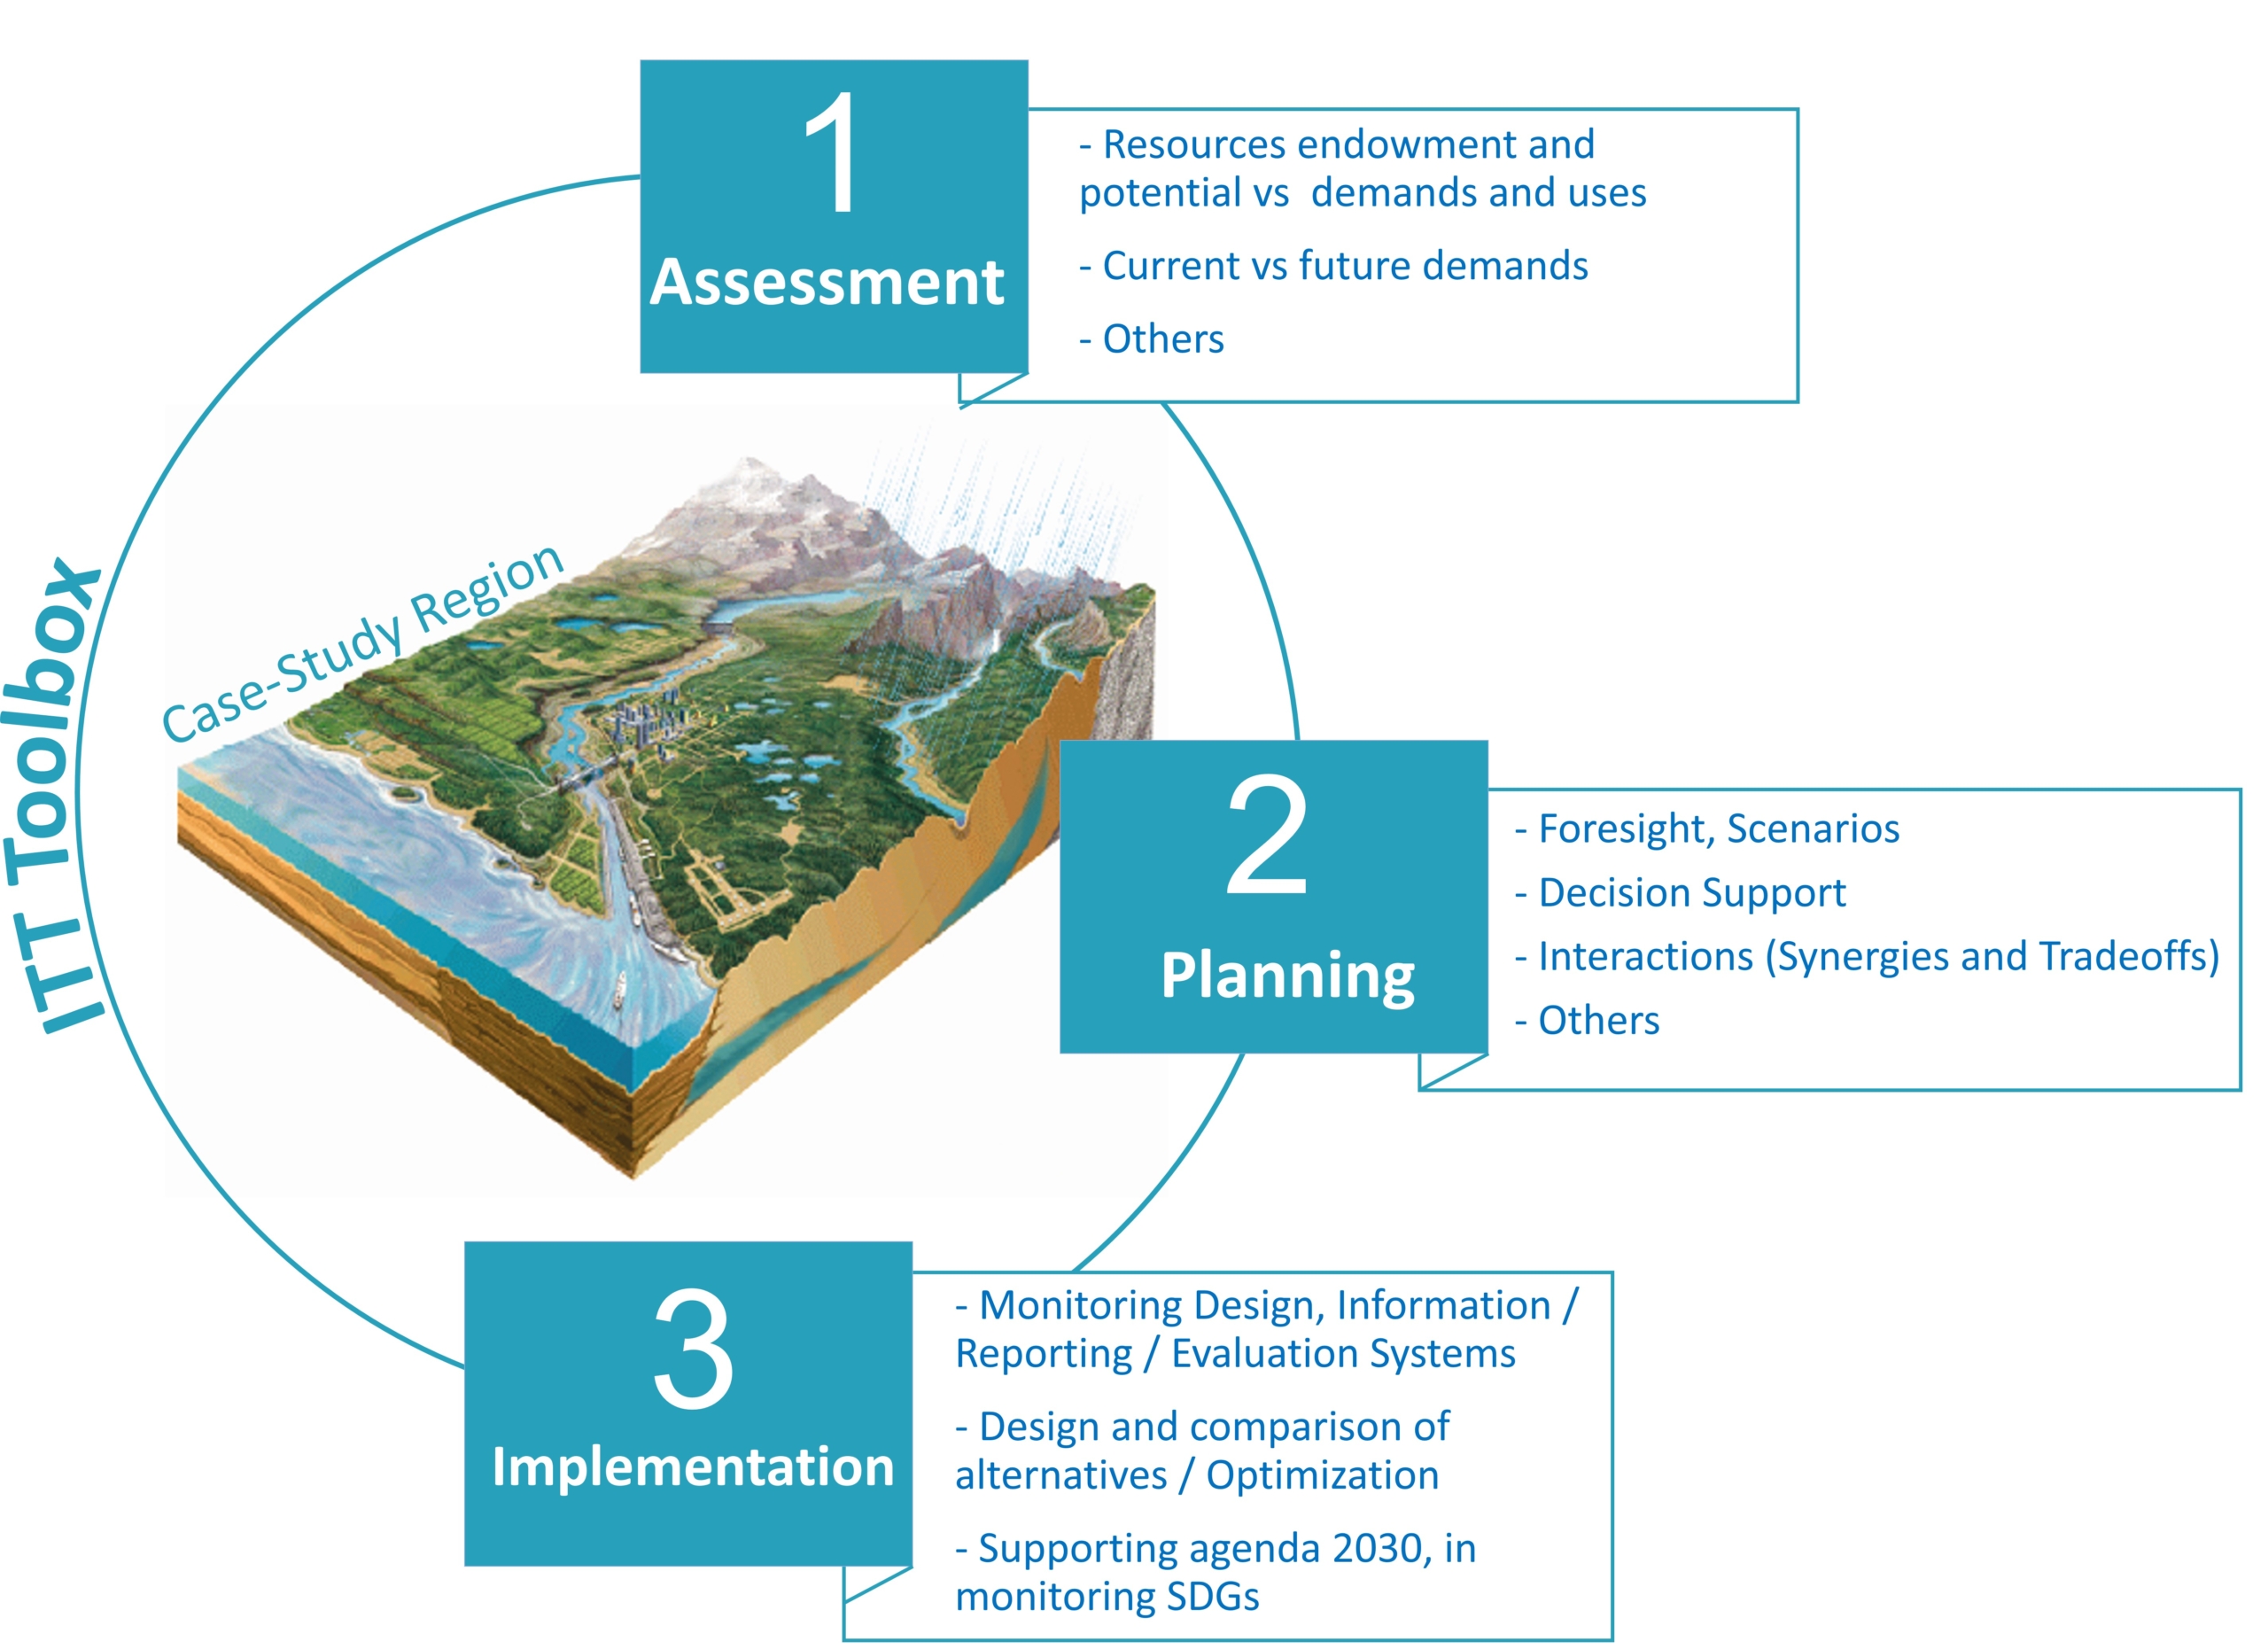 1
Assessment
- Resources endowment and
potential vs demands and uses
- Current vs future demands
- Others
ITT Toolbox
Case-Study Region
2
Planning
- Foresight, Scenarios
- Decision Support
- Interactions (Synergies and Tradeoffs)
- Others
3
Implementation
- Monitoring Design, Information /
Reporting / Evaluation Systems
- Design and comparison of
alternatives / Optimization
- Supporting agenda 2030, in
monitoring SDGs